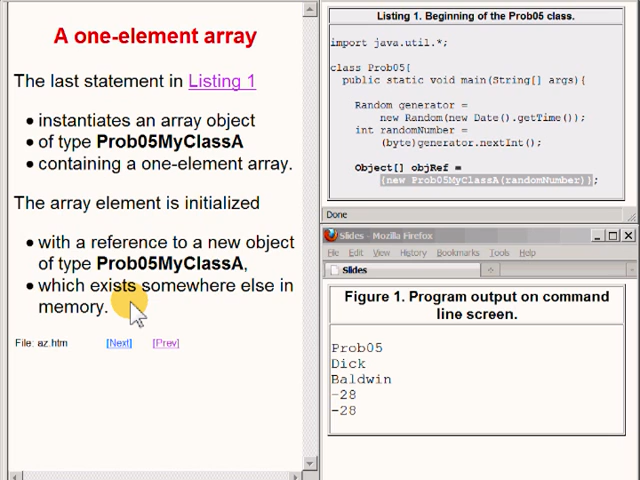 A one-element array
The last statement in Listing 1
• instantiates an array object
• of type Prob05MyClassA
• containing a one-element array.
The array element is initialized
• with a reference to a new object
of type Prob05MyClassA,
• which exists somewhere else in
memory.
File: az.htm [Next] [Prev]
Listing 1. Beginning of the Prob05 class.
import java.util.*;
class Prob05{
public static void main(String[] args){
Random generator =
new Random(new Date().getTime());
int randomNumber =
(byte)generator.nextInt();
Object[] objRef =
{new Prob05MyClassA(randomNumber)};
Done
Slides - Mozilla Firefox
File Edit View History Bookmarks Tools Help
Slides
Figure 1. Program output on command
line screen.
Prob05
Dick
Baldwin
-28
-28